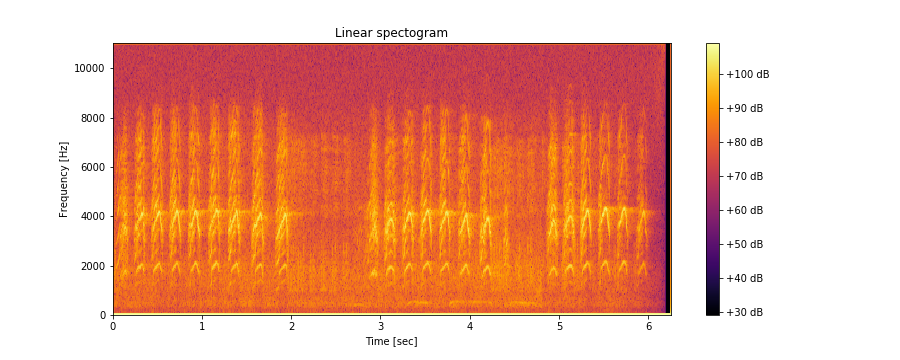 Linear spectogram
Frequency [Hz]
10000
8000
6000
4000
2000
0
0 1 2 3 4 5 6
Time [sec]
+100 dB
+90 dB
+80 dB
+70 dB
+60 dB
+50 dB
+40 dB
+30 dB